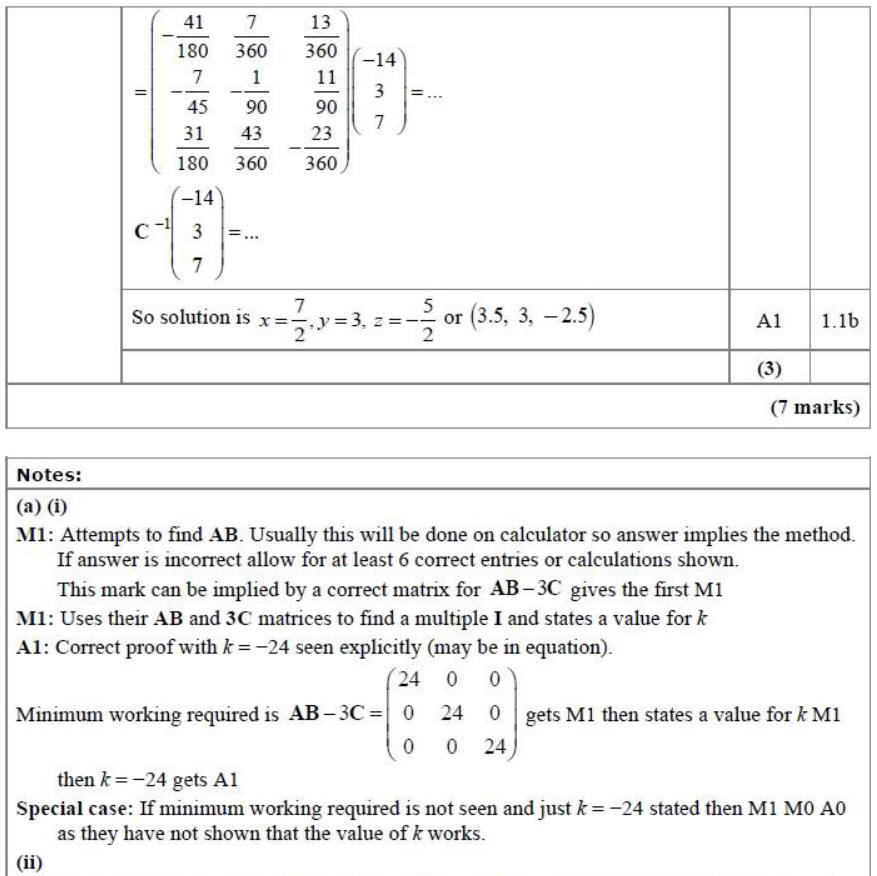 = ( -41/180 7/360 13/360 ) ( -14 )
( -7/45 -1/90 11/90 ) ( 3 ) = ...
( 31/180 43/360 -23/360 ) ( 7 )
C⁻¹ ( -14 3 7 ) = ...
So solution is x = 7/2, y = 3, z = -5/2 or (3.5, 3, -2.5) A1 1.1b
(3)
(7 marks)
Notes:
(a) (i)
M1: Attempts to find AB. Usually this will be done on calculator so answer implies the method.
If answer is incorrect allow for at least 6 correct entries or calculations shown.
This mark can be implied by a correct matrix for AB − 3C gives the first M1
M1: Uses their AB and 3C matrices to find a multiple I and states a value for k
A1: Correct proof with k = −24 seen explicitly (may be in equation).
Minimum working required is AB − 3C = ( 24 0 0 / 0 24 0 / 0 0 24 ) gets M1 then states a value for k M1
then k = −24 gets A1
Special case: If minimum working required is not seen and just k = −24 stated then M1 M0 A0
as they have not shown that the value of k works.
(ii)